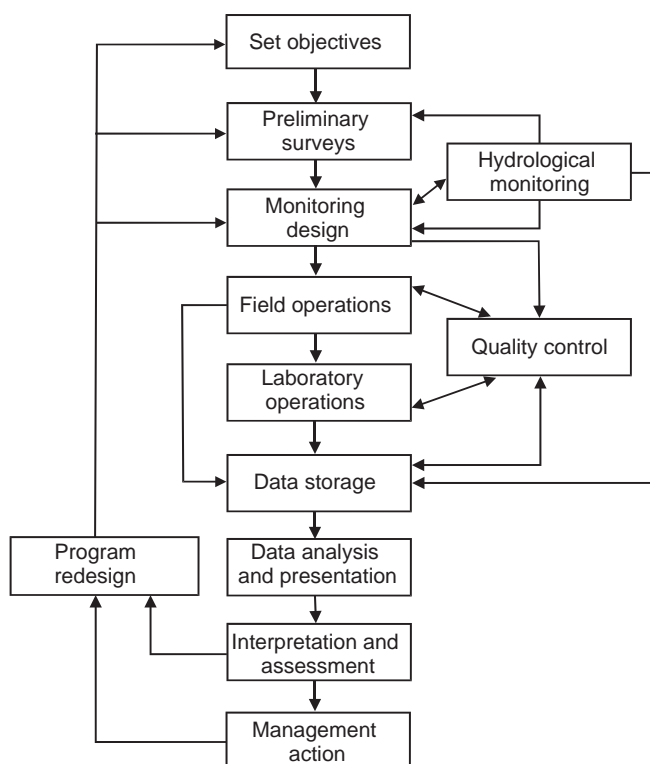 Set objectives
Preliminary
surveys
Hydrological
monitoring
Monitoring
design
Field operations
Quality control
Laboratory
operations
Data storage
Program
redesign
Data analysis
and presentation
Interpretation and
assessment
Management
action